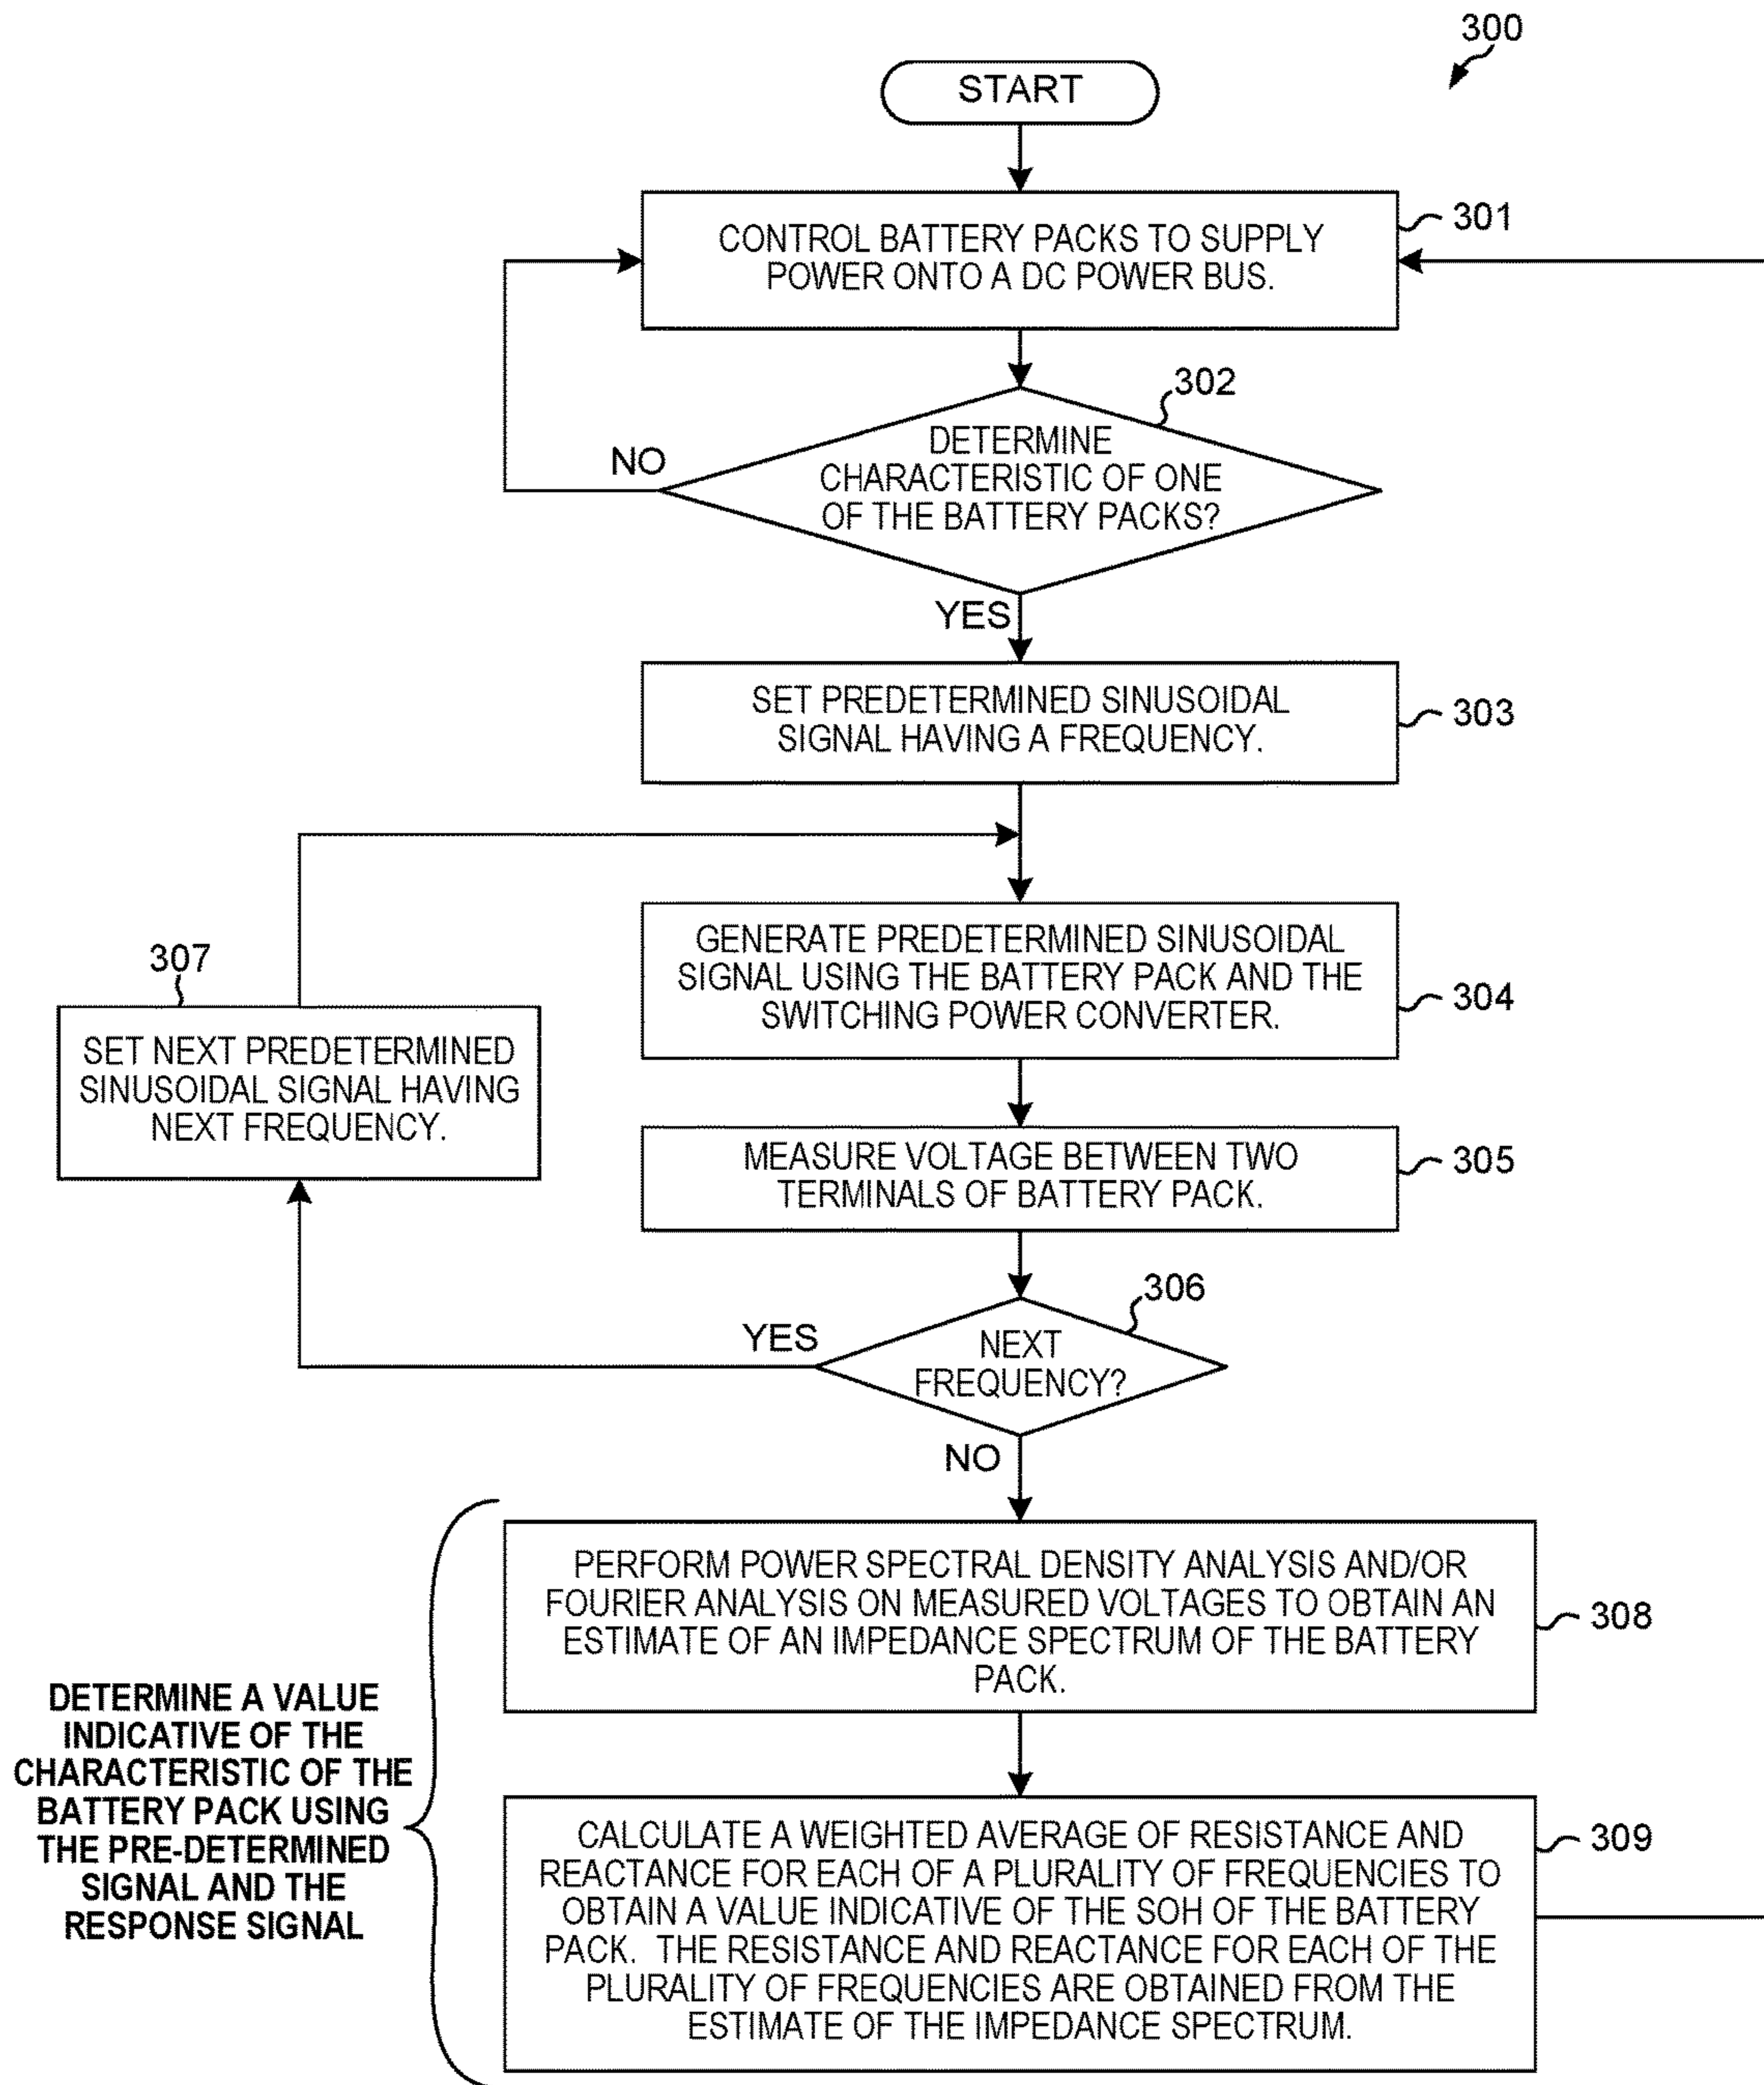 300
START
CONTROL BATTERY PACKS TO SUPPLY
POWER ONTO A DC POWER BUS.
301
302
DETERMINE
CHARACTERISTIC OF ONE
OF THE BATTERY PACKS?
NO
YES
SET PREDETERMINED SINUSOIDAL
SIGNAL HAVING A FREQUENCY.
303
GENERATE PREDETERMINED SINUSOIDAL
SIGNAL USING THE BATTERY PACK AND THE
SWITCHING POWER CONVERTER.
304
307
SET NEXT PREDETERMINED
SINUSOIDAL SIGNAL HAVING
NEXT FREQUENCY.
MEASURE VOLTAGE BETWEEN TWO
TERMINALS OF BATTERY PACK.
305
306
NEXT
FREQUENCY?
YES
NO
PERFORM POWER SPECTRAL DENSITY ANALYSIS AND/OR
FOURIER ANALYSIS ON MEASURED VOLTAGES TO OBTAIN AN
ESTIMATE OF AN IMPEDANCE SPECTRUM OF THE BATTERY
PACK.
308
DETERMINE A VALUE
INDICATIVE OF THE
CHARACTERISTIC OF THE
BATTERY PACK USING
THE PRE-DETERMINED
SIGNAL AND THE
RESPONSE SIGNAL
CALCULATE A WEIGHTED AVERAGE OF RESISTANCE AND
REACTANCE FOR EACH OF A PLURALITY OF FREQUENCIES TO
OBTAIN A VALUE INDICATIVE OF THE SOH OF THE BATTERY
PACK. THE RESISTANCE AND REACTANCE FOR EACH OF THE
PLURALITY OF FREQUENCIES ARE OBTAINED FROM THE
ESTIMATE OF THE IMPEDANCE SPECTRUM.
309